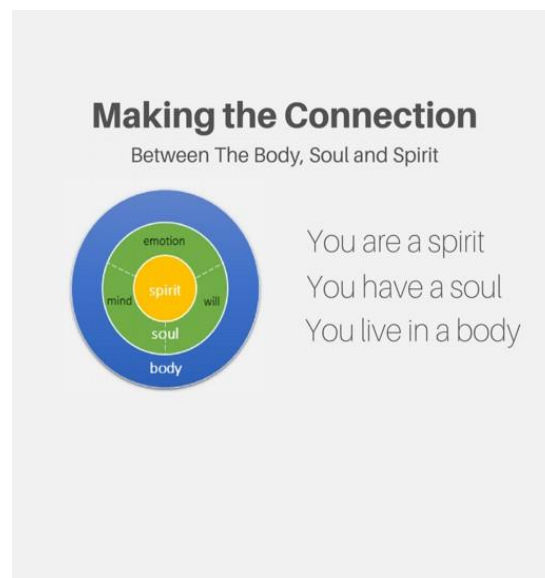 Making the Connection
Between The Body, Soul and Spirit
emotion
mind
spirit
will
soul
body
You are a spirit
You have a soul
You live in a body